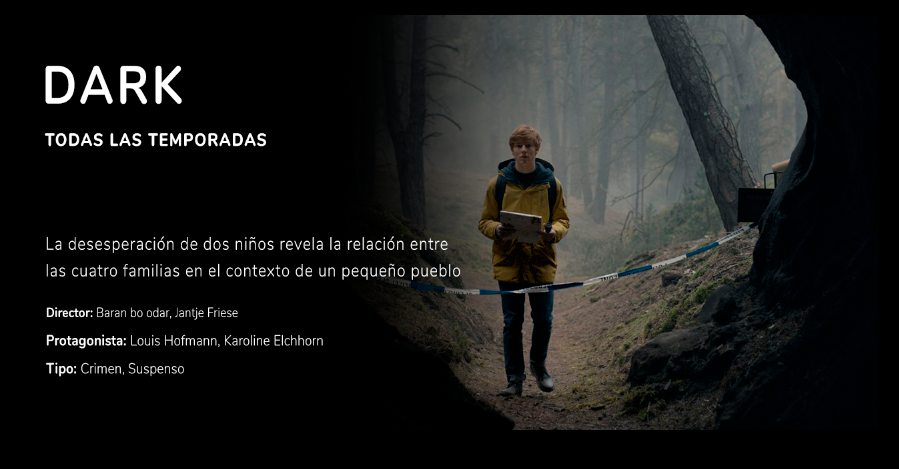 DARK
TODAS LAS TEMPORADAS
La desesperación de dos niños revela la relación entre
las cuatro familias en el contexto de un pequeño pueblo
Director: Baran bo odar, Jantje Friese
Protagonista: Louis Hofmann, Karoline Elchhorn
Tipo: Crimen, Suspenso